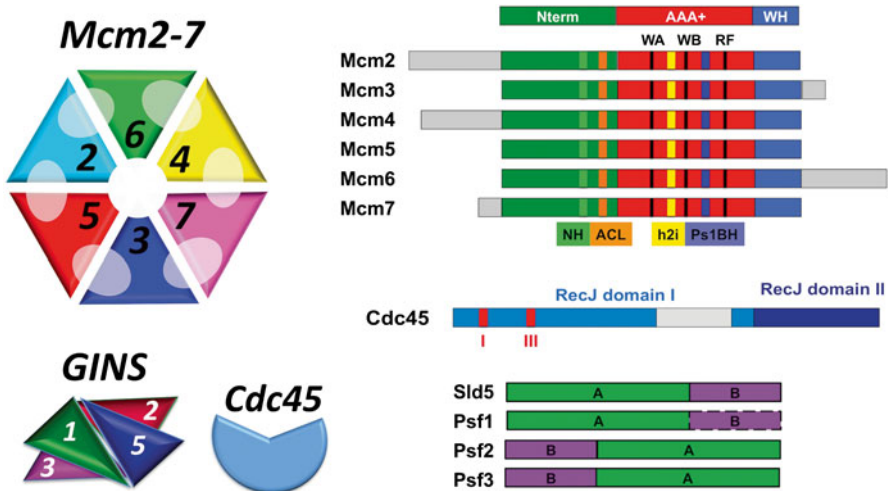 Mcm2-7
6
2
4
5
7
3
GINS
1
2
5
3
Cdc45
Nterm AAA+ WH
WA WB RF
Mcm2
Mcm3
Mcm4
Mcm5
Mcm6
Mcm7
NH ACL h2i Ps1BH
RecJ domain I RecJ domain II
Cdc45
I III
Sld5 A B
Psf1 A B
Psf2 B A
Psf3 B A